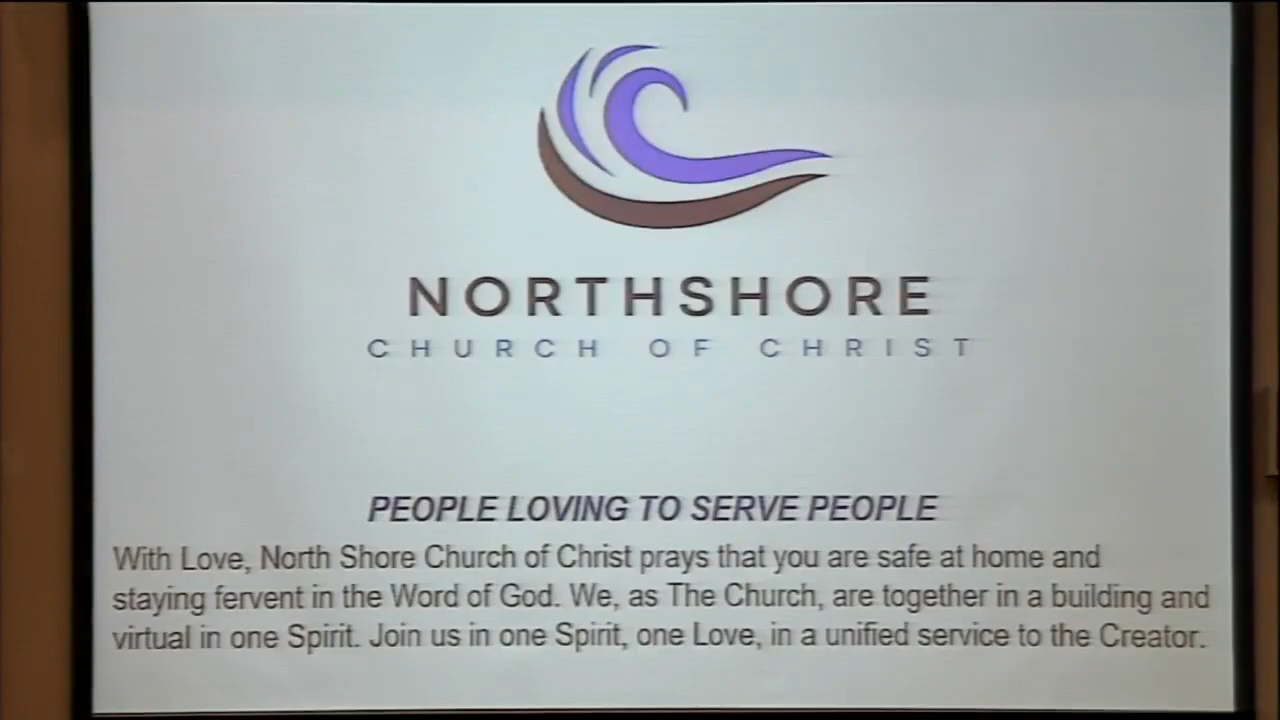 NORTHSHORE
CHURCH OF CHRIST
PEOPLE LOVING TO SERVE PEOPLE
With Love, North Shore Church of Christ prays that you are safe at home and
staying fervent in the Word of God. We, as The Church, are together in a building and
virtual in one Spirit. Join us in one Spirit, one Love, in a unified service to the Creator.